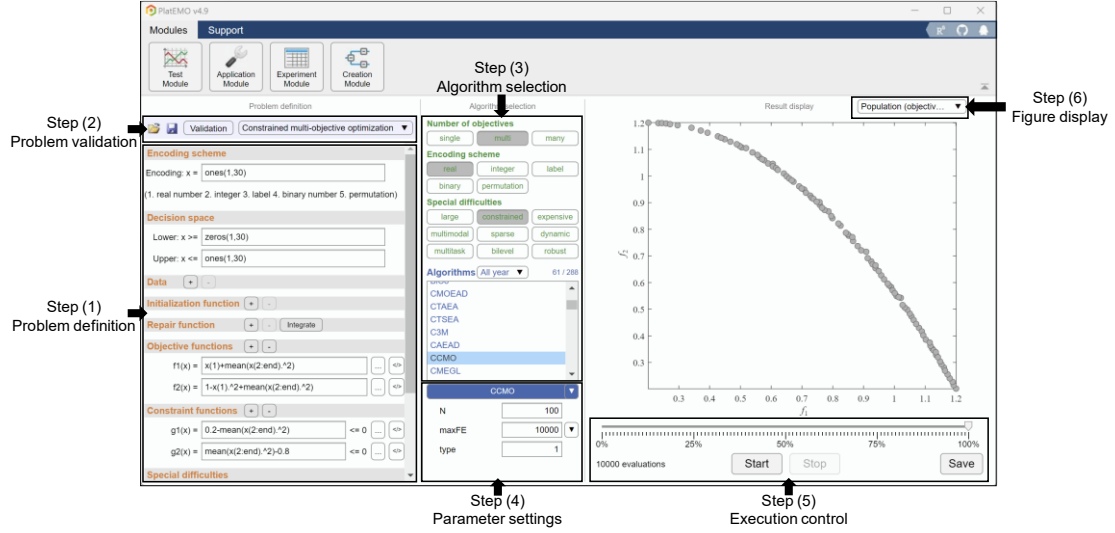 PlatEMO v4.9
Modules Support
Test Module
Application Module
Experiment Module
Creation Module
Step (3)
Algorithm selection
Problem definition
Algorithm selection
Result display
Step (2)
Problem validation
Validation
Constrained multi-objective optimization
Step (6)
Figure display
Population (objectiv...
Step (1)
Problem definition
Encoding scheme
Encoding: x = ones(1,30)
(1. real number 2. integer 3. label 4. binary number 5. permutation)
Decision space
Lower: x >= zeros(1,30)
Upper: x <= ones(1,30)
Data + -
Initialization function + -
Repair function + - Integrate
Objective functions + -
f1(x) = x(1)+mean(x(2:end).^2) ... </>
f2(x) = 1-x(1).^2+mean(x(2:end).^2) ... </>
Constraint functions + -
g1(x) = 0.2-mean(x(2:end).^2) <= 0 ... </>
g2(x) = mean(x(2:end).^2)-0.8 <= 0 ... </>
Special difficulties
Number of objectives
single multi many
Encoding scheme
real integer label
binary permutation
Special difficulties
large constrained expensive
multimodal sparse dynamic
multitask bilevel robust
Algorithms All year 61 / 288
CMOEAD
CTAEA
CTSEA
C3M
CAEAD
CCMO
CMEGL
CCMO
N 100
maxFE 10000
type 1
Step (4)
Parameter settings
1.2
1.1
1
0.9
0.8
0.7
0.6
0.5
0.4
0.3
f2
0.3 0.4 0.5 0.6 0.7 0.8 0.9 1 1.1 1.2
f1
0% 25% 50% 75% 100%
10000 evaluations
Start Stop Save
Step (5)
Execution control